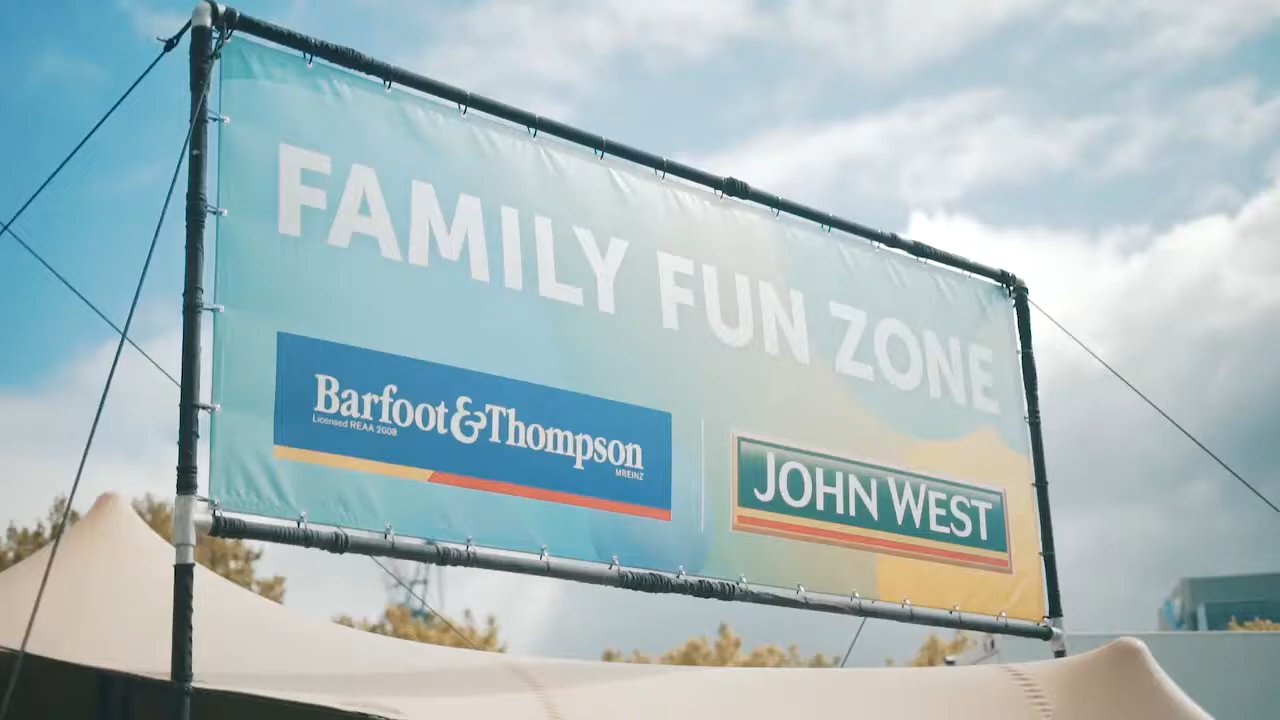 FAMILY FUN ZONE
Barfoot&Thompson
Licensed REAA 2008
MREINZ
JOHN WEST